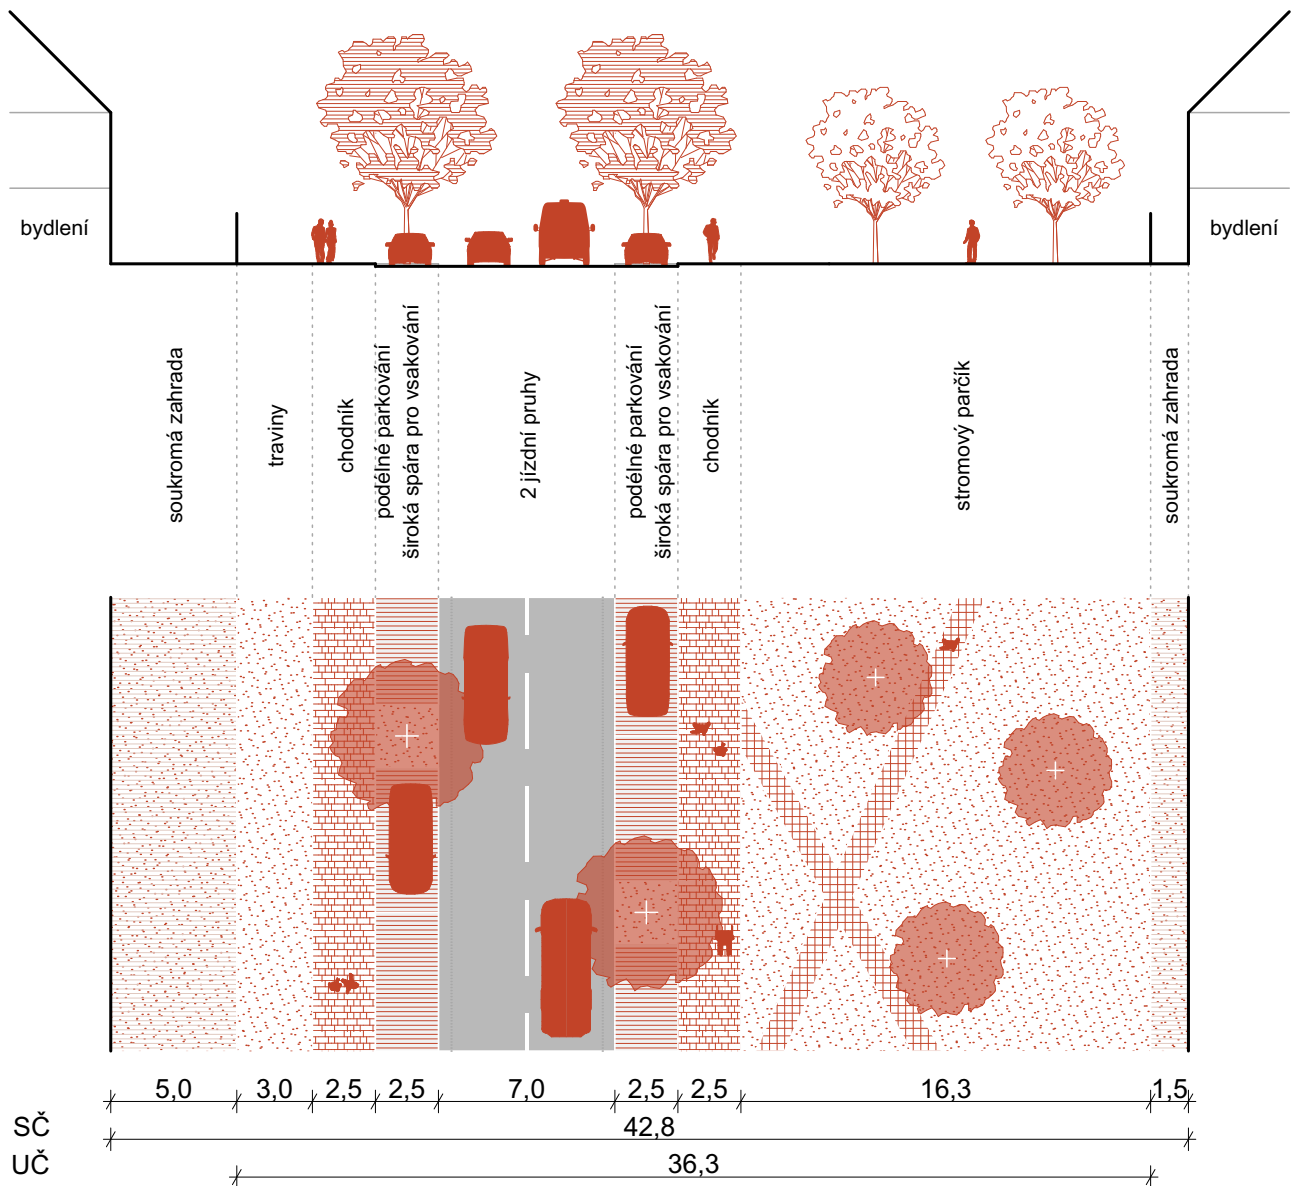 bydlení
bydlení
soukromá zahrada
traviny
chodník
podélné parkování
široká spára pro vsakování
2 jízdní pruhy
podélné parkování
široká spára pro vsakování
chodník
stromový parčík
soukromá zahrada
5,0 3,0 2,5 2,5 7,0 2,5 2,5 16,3 1,5
SČ 42,8
UČ 36,3